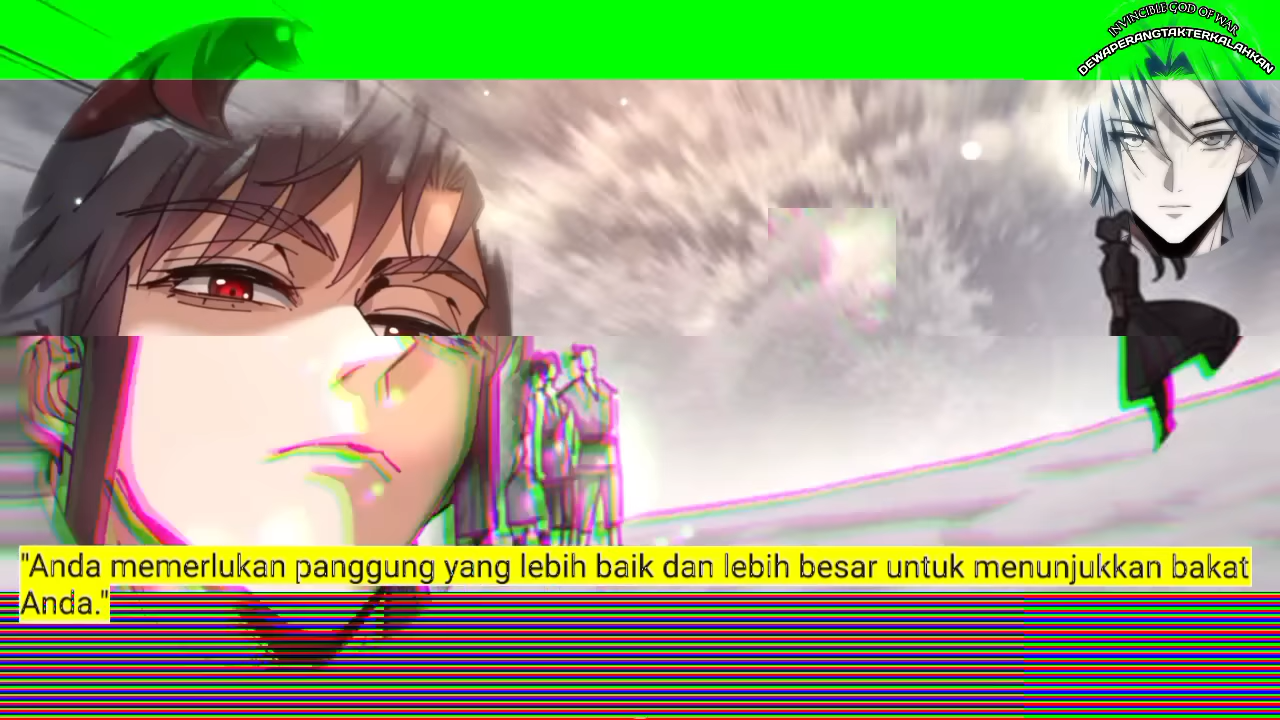 INVINCIBLE GOD OF WAR
DEWAPERANGTAKTERKALAHKAN
"Anda memerlukan panggung yang lebih baik dan lebih besar untuk menunjukkan bakat
Anda."